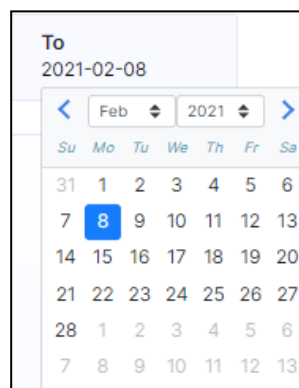 To
2021-02-08
Feb 2021
Su Mo Tu We Th Fr Sa
31 1 2 3 4 5 6
7 8 9 10 11 12 13
14 15 16 17 18 19 20
21 22 23 24 25 26 27
28 1 2 3 4 5 6
7 8 9 10 11 12 13